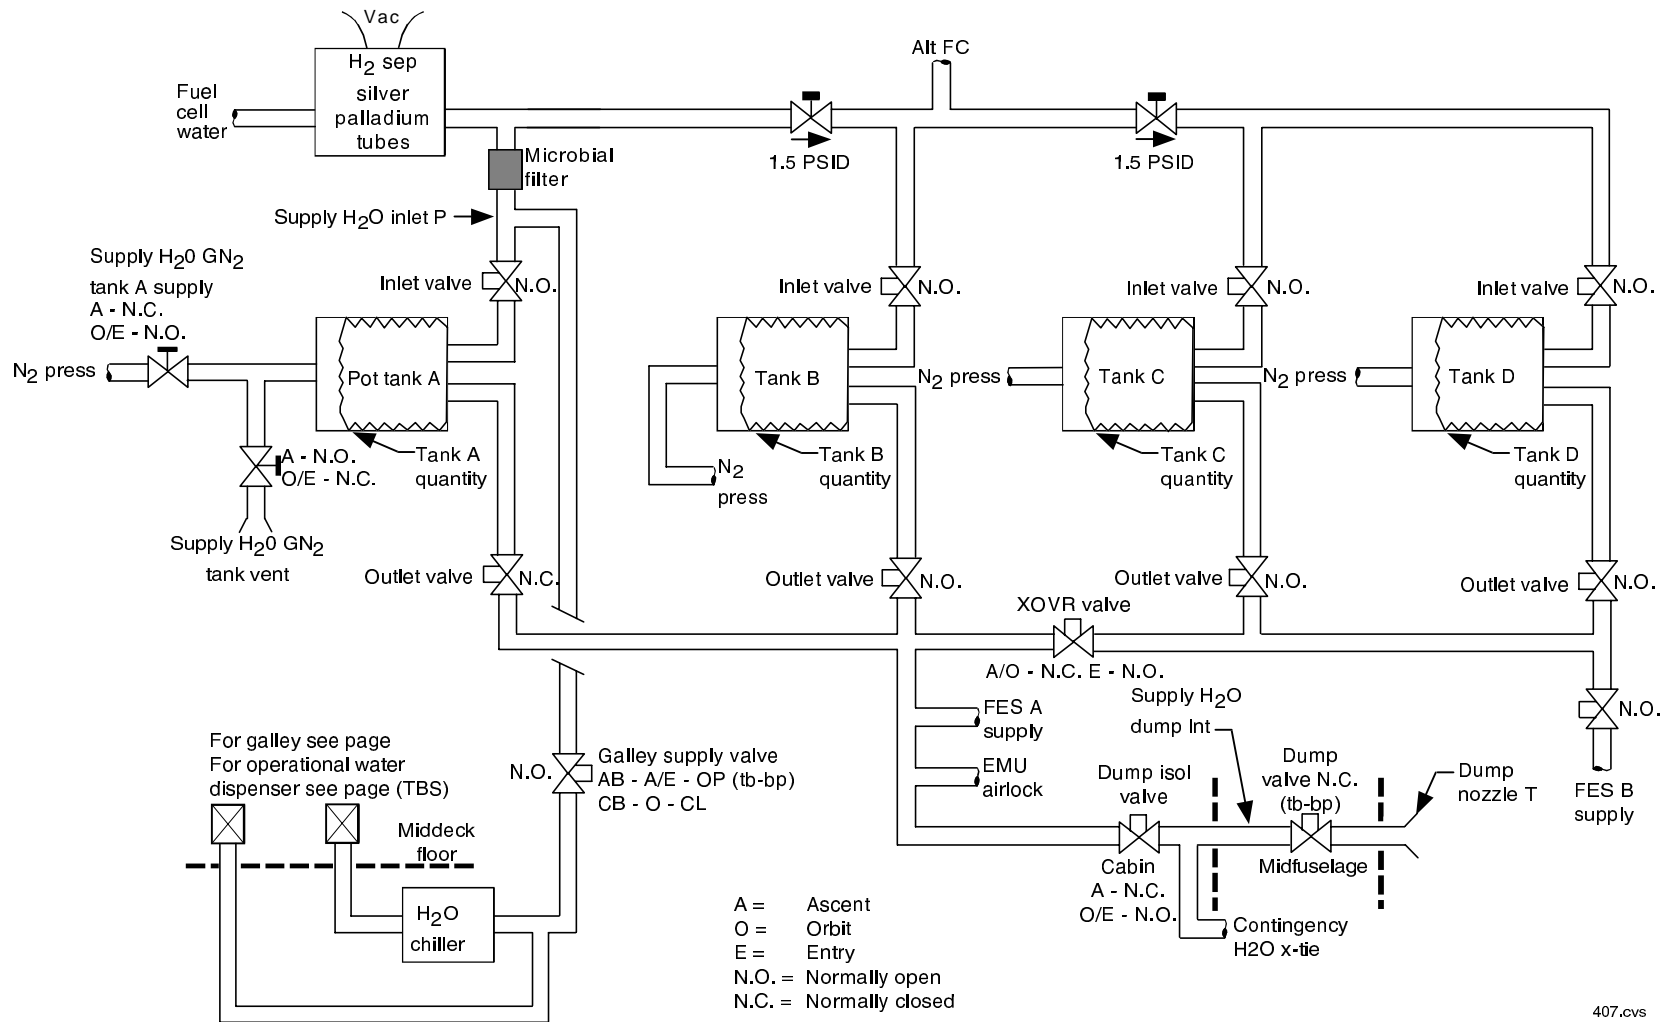 Vac
H2 sep
silver
palladium
tubes
Fuel
cell
water
Alt FC
1.5 PSID
1.5 PSID
Microbial
filter
Supply H2O inlet P
Supply H20 GN2
tank A supply
A - N.C.
O/E - N.O.
Inlet valve
N.O.
Inlet valve
N.O.
Inlet valve
N.O.
Inlet valve
N.O.
N2 press
Pot tank A
Tank B
N2 press
Tank C
N2 press
Tank D
A - N.O.
O/E - N.C.
Tank A
quantity
N2
press
Tank B
quantity
Tank C
quantity
Tank D
quantity
Supply H20 GN2
tank vent
Outlet valve
N.C.
Outlet valve
N.O.
Outlet valve
N.O.
Outlet valve
N.O.
XOVR valve
A/O - N.C. E - N.O.
FES A
supply
EMU
airlock
Supply H2O
dump Int
N.O.
FES B
supply
For galley see page
For operational water
dispenser see page (TBS)
N.O.
Galley supply valve
AB - A/E - OP (tb-bp)
CB - O - CL
Dump isol
valve
Dump
valve N.C.
(tb-bp)
Dump
nozzle T
Middeck
floor
Cabin
A - N.C.
O/E - N.O.
Midfuselage
H2O
chiller
Contingency
H2O x-tie
A = Ascent
O = Orbit
E = Entry
N.O. = Normally open
N.C. = Normally closed
407.cvs